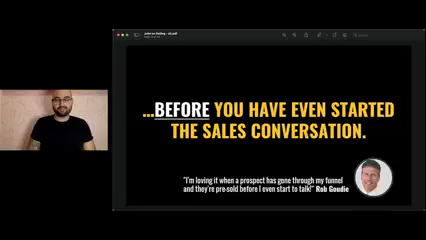 ...BEFORE YOU HAVE EVEN STARTED
THE SALES CONVERSATION.
"I'm loving it when a prospect has gone through my funnel
and they're pre-sold before I even start to talk!" Rob Goudie